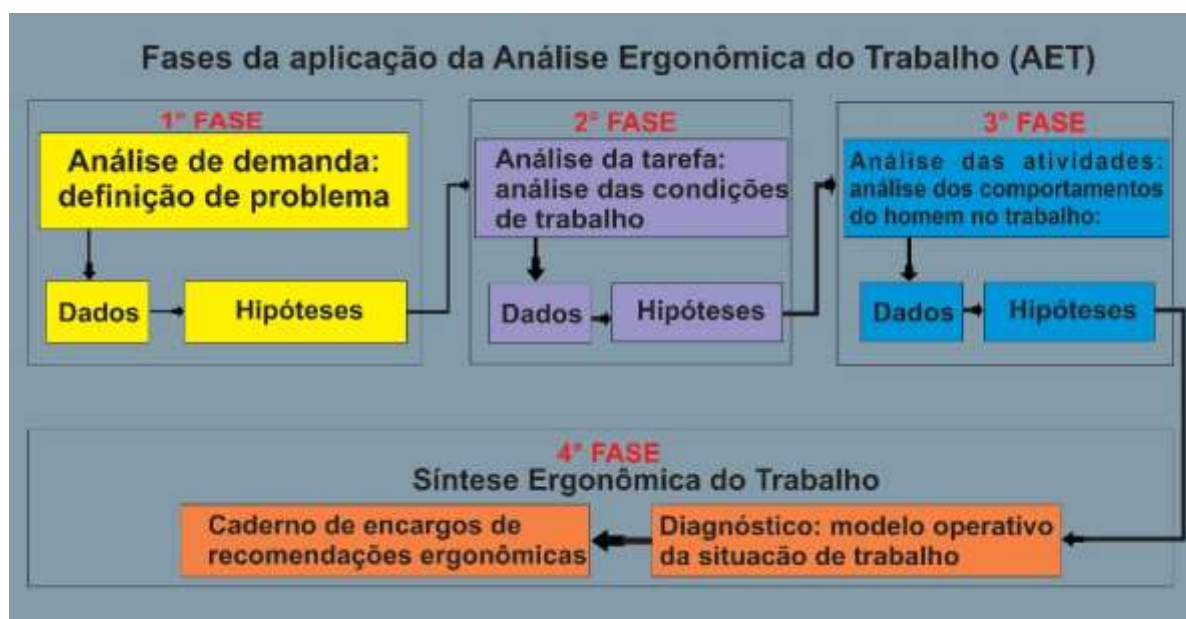 Fases da aplicação da Análise Ergonômica do Trabalho (AET)
1° FASE
Análise de demanda:
definição de problema
Dados
Hipóteses
2° FASE
Análise da tarefa:
análise das condições
de trabalho
Dados
Hipóteses
3° FASE
Análise das atividades:
análise dos comportamentos
do homem no trabalho:
Dados
Hipóteses
4° FASE
Síntese Ergonômica do Trabalho
Caderno de encargos de
recomendações ergonômicas
Diagnóstico: modelo operativo
da situacão de trabalho